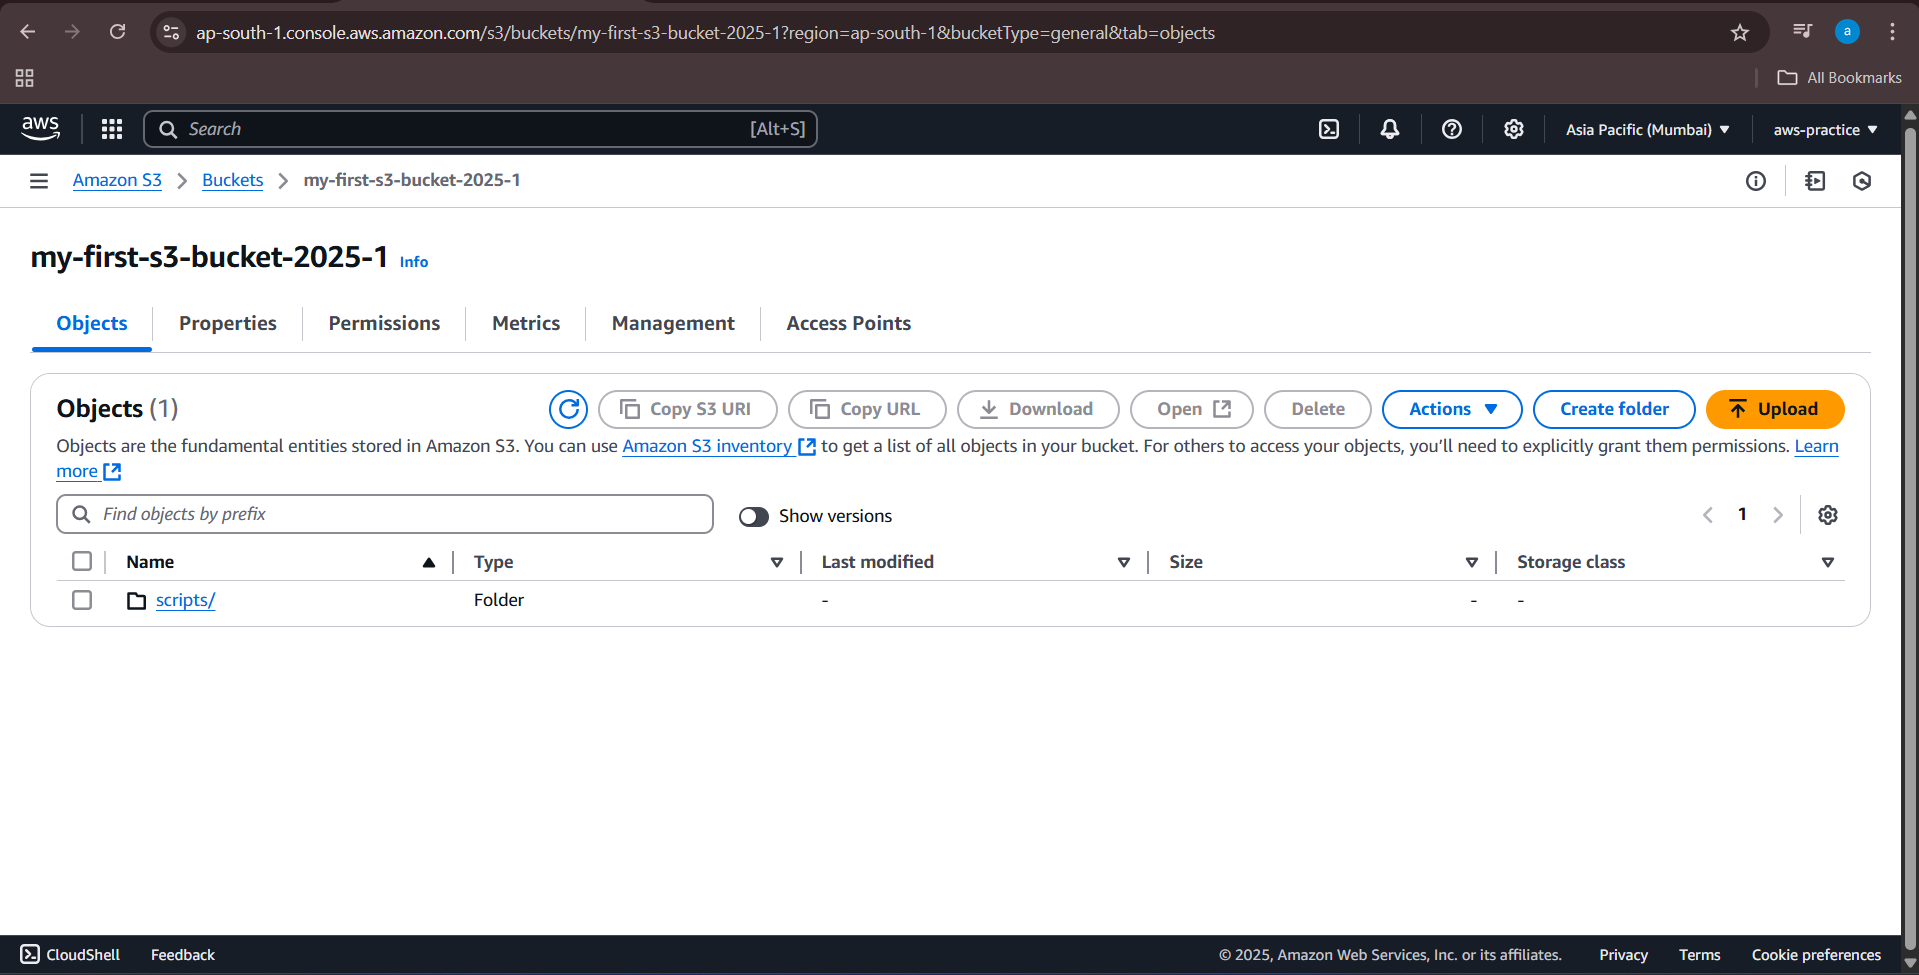 ap-south-1.console.aws.amazon.com/s3/buckets/my-first-s3-bucket-2025-1?region=ap-south-1&bucketType=general&tab=objects
a
All Bookmarks
aws
Search
[Alt+S]
Asia Pacific (Mumbai)
aws-practice
Amazon S3 > Buckets > my-first-s3-bucket-2025-1
my-first-s3-bucket-2025-1 Info
Objects Properties Permissions Metrics Management Access Points
Objects (1) Copy S3 URI Copy URL Download Open Delete Actions Create folder Upload
Objects are the fundamental entities stored in Amazon S3. You can use Amazon S3 inventory to get a list of all objects in your bucket. For others to access your objects, you’ll need to explicitly grant them permissions. Learn
more
Find objects by prefix
Show versions
1
Name Type Last modified Size Storage class
scripts/ Folder - - -
CloudShell Feedback © 2025, Amazon Web Services, Inc. or its affiliates. Privacy Terms Cookie preferences